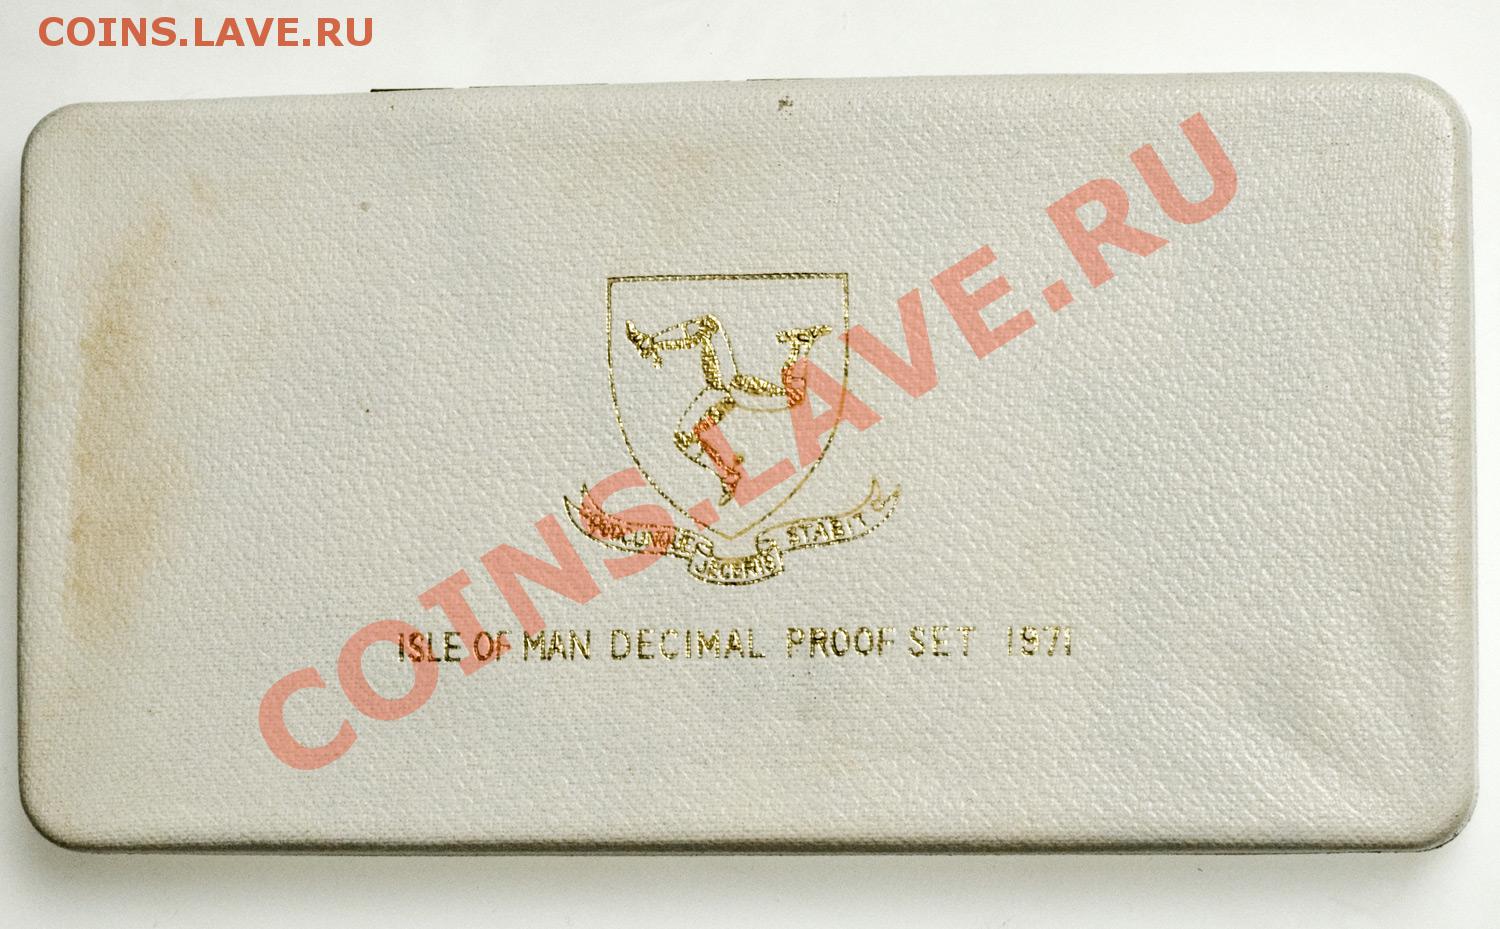 COINS.LAVE.RU
COINS.LAVE.RU
QUOCUNQUE JECERIS STABIT
ISLE OF MAN DECIMAL PROOF SET 1971